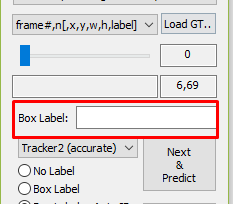 frame#,n[,x,y,w,h,label] Load GT..
0
6,69
Box Label:
Tracker2 (accurate) Next & Predict
No Label
Box Label